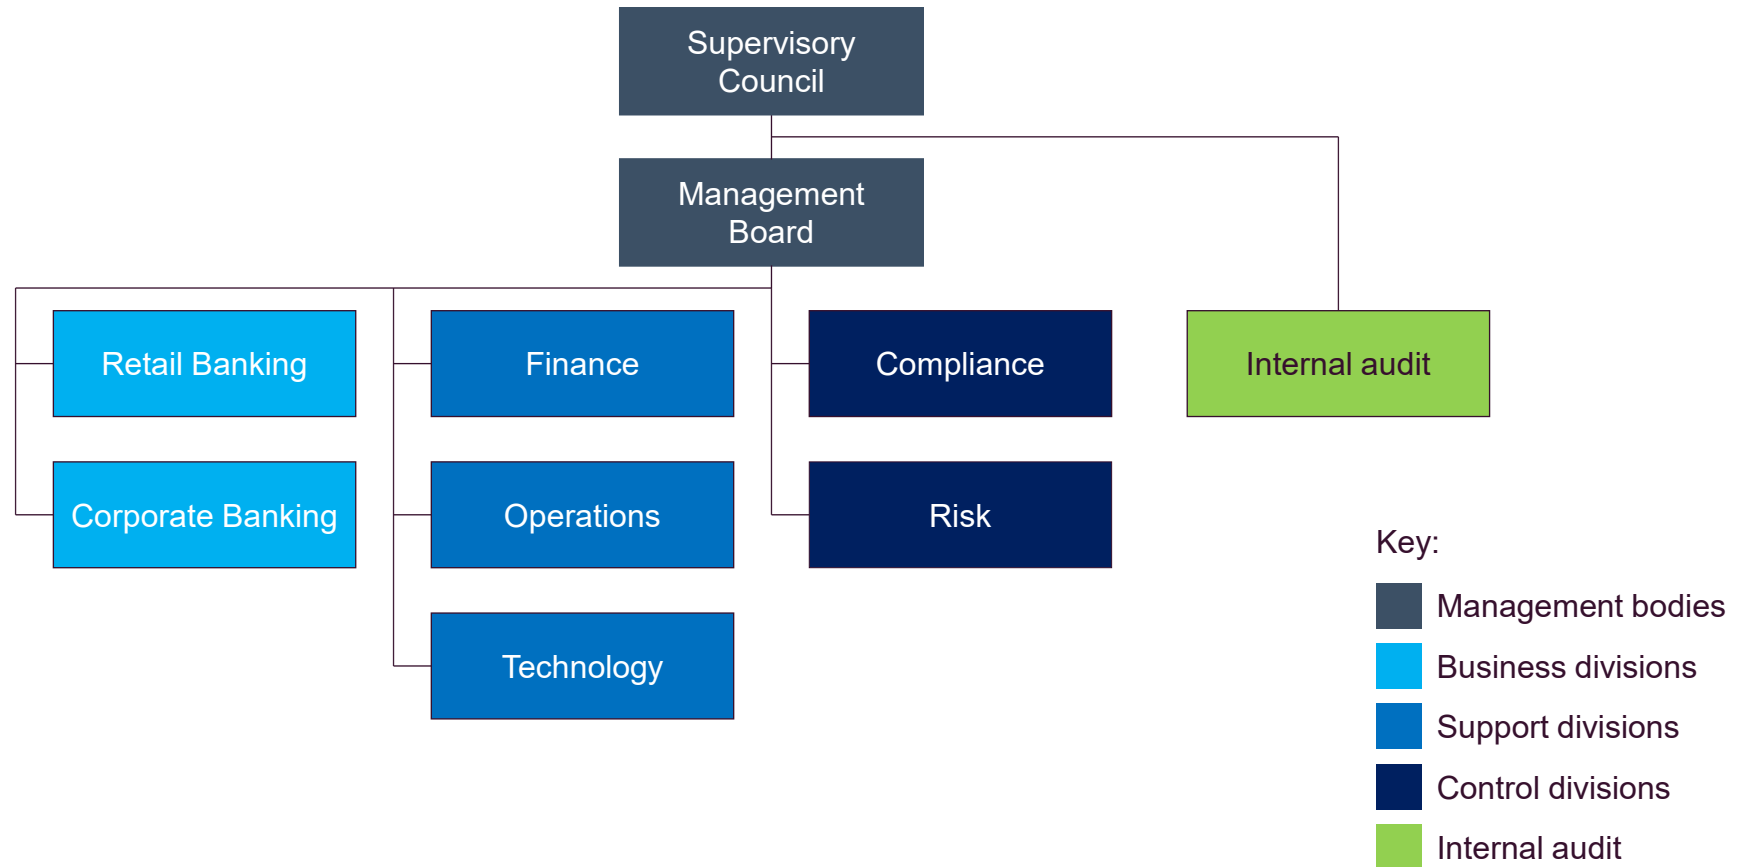 Supervisory
Council
Management
Board
Retail Banking
Finance
Compliance
Internal audit
Corporate Banking
Operations
Risk
Technology
Key:
Management bodies
Business divisions
Support divisions
Control divisions
Internal audit